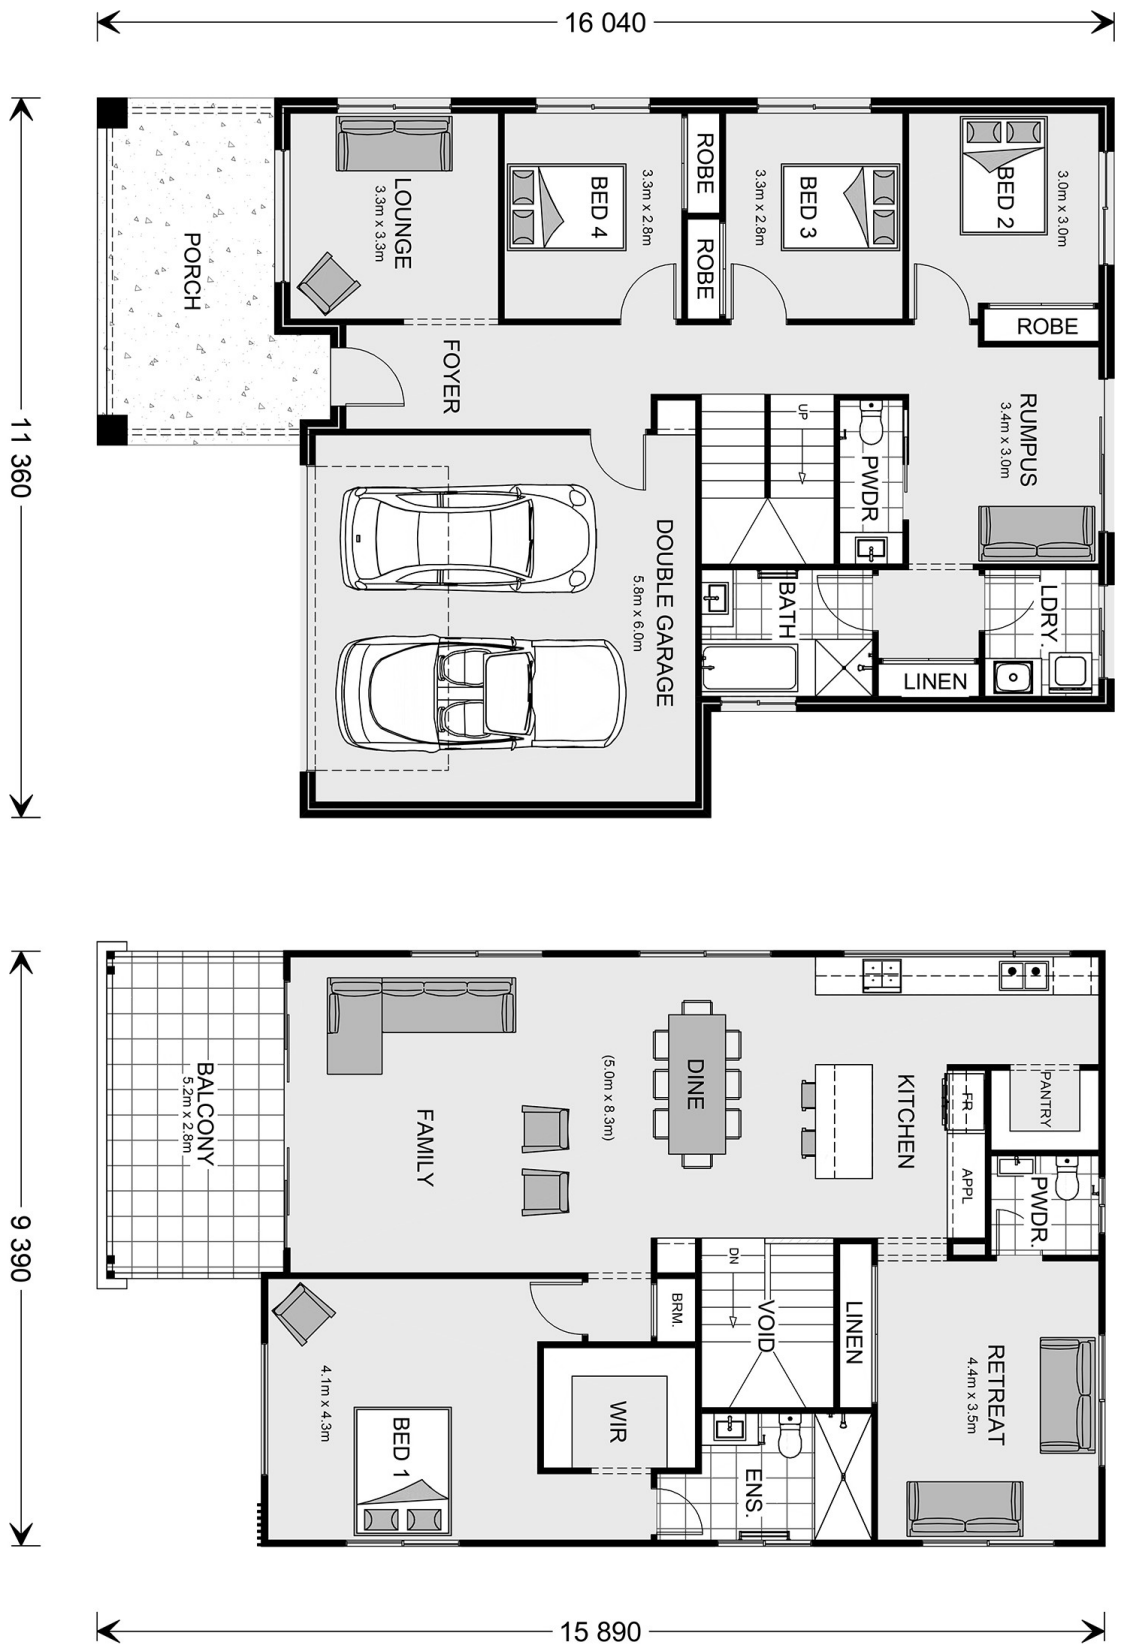 16 040
11 360
PORCH
LOUNGE
3.3m x 3.3m
BED 4
3.3m x 2.8m
ROBE
ROBE
BED 3
3.3m x 2.8m
BED 2
3.0m x 3.0m
ROBE
FOYER
UP
PWDR
RUMPUS
3.4m x 3.0m
DOUBLE GARAGE
5.8m x 6.0m
BATH
LDRY.
LINEN
9 390
BALCONY
5.2m x 2.8m
FAMILY
(5.0m x 8.3m)
DINE
KITCHEN
FR
PANTRY
APPL
PWDR.
BRM.
DN
VOID
LINEN
RETREAT
4.4m x 3.5m
4.1m x 4.3m
BED 1
WIR
ENS.
15 890